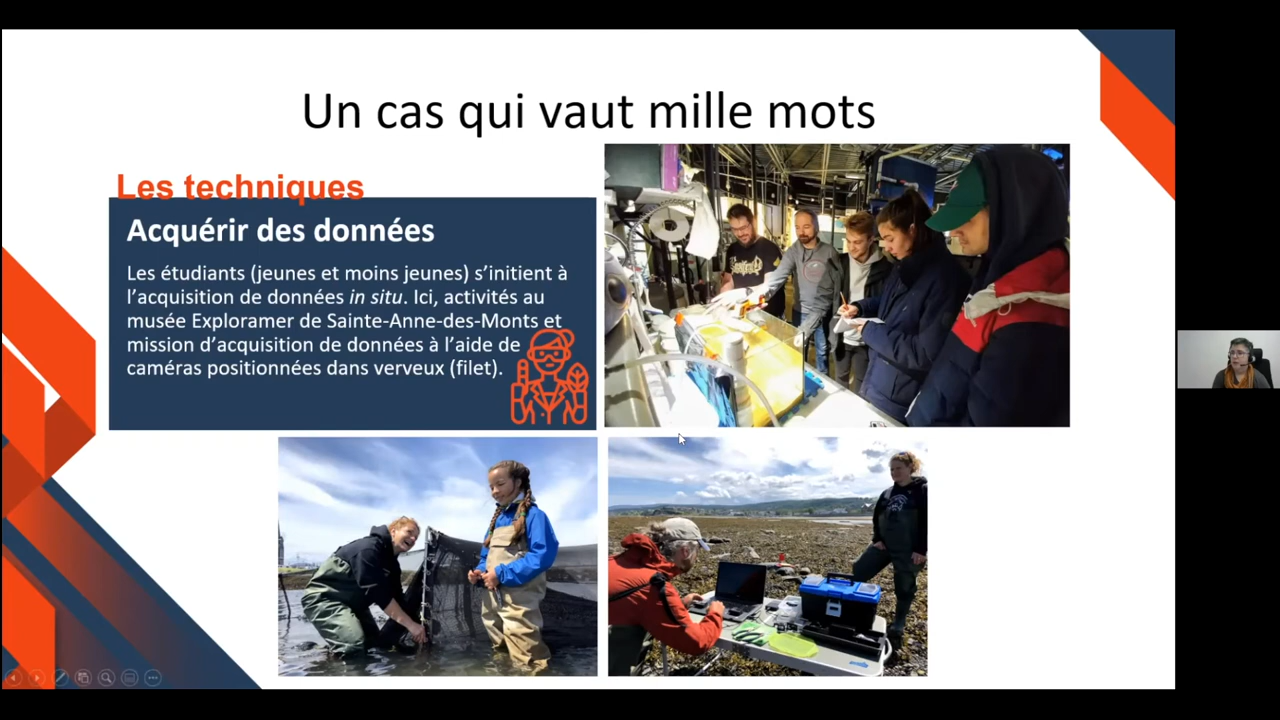 Un cas qui vaut mille mots
Les techniques
Acquérir des données
Les étudiants (jeunes et moins jeunes) s’initient à
l’acquisition de données in situ. Ici, activités au
musée Exploramer de Sainte-Anne-des-Monts et
mission d’acquisition de données à l’aide de
caméras positionnées dans verveux (filet).